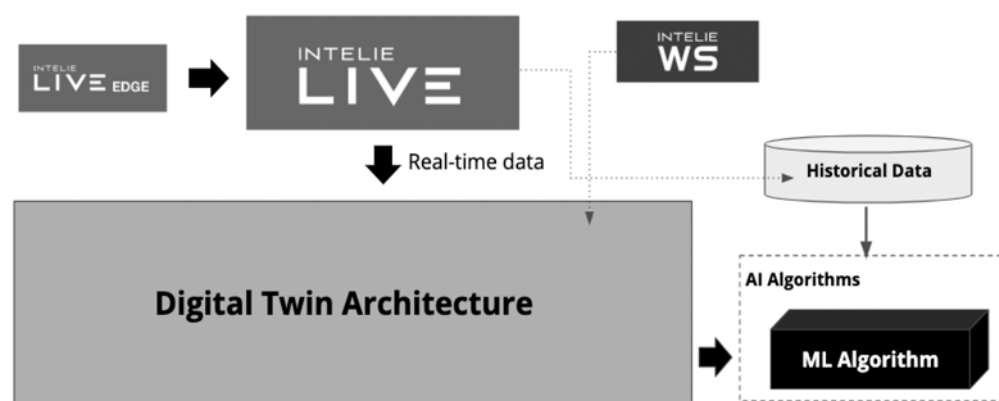 INTELIE
LIVE EDGE
INTELIE
LIVE
INTELIE
WS
Real-time data
Historical Data
Digital Twin Architecture
AI Algorithms
ML Algorithm